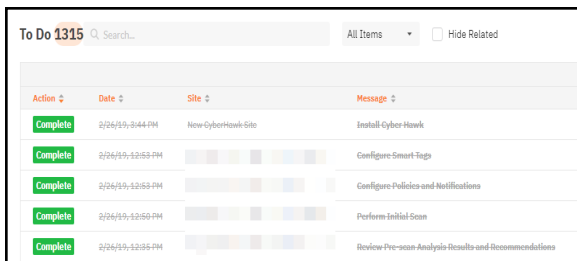 To Do 1315 Search... All Items Hide Related
Action Date Site Message
Complete 2/26/19, 3:44 PM New CyberHawk Site Install Cyber Hawk
Complete 2/26/19, 12:53 PM Configure Smart Tags
Complete 2/26/19, 12:53 PM Configure Policies and Notifications
Complete 2/26/19, 12:50 PM Perform Initial Scan
Complete 2/26/19, 12:35 PM Review Pre-scan Analysis Results and Recommendations